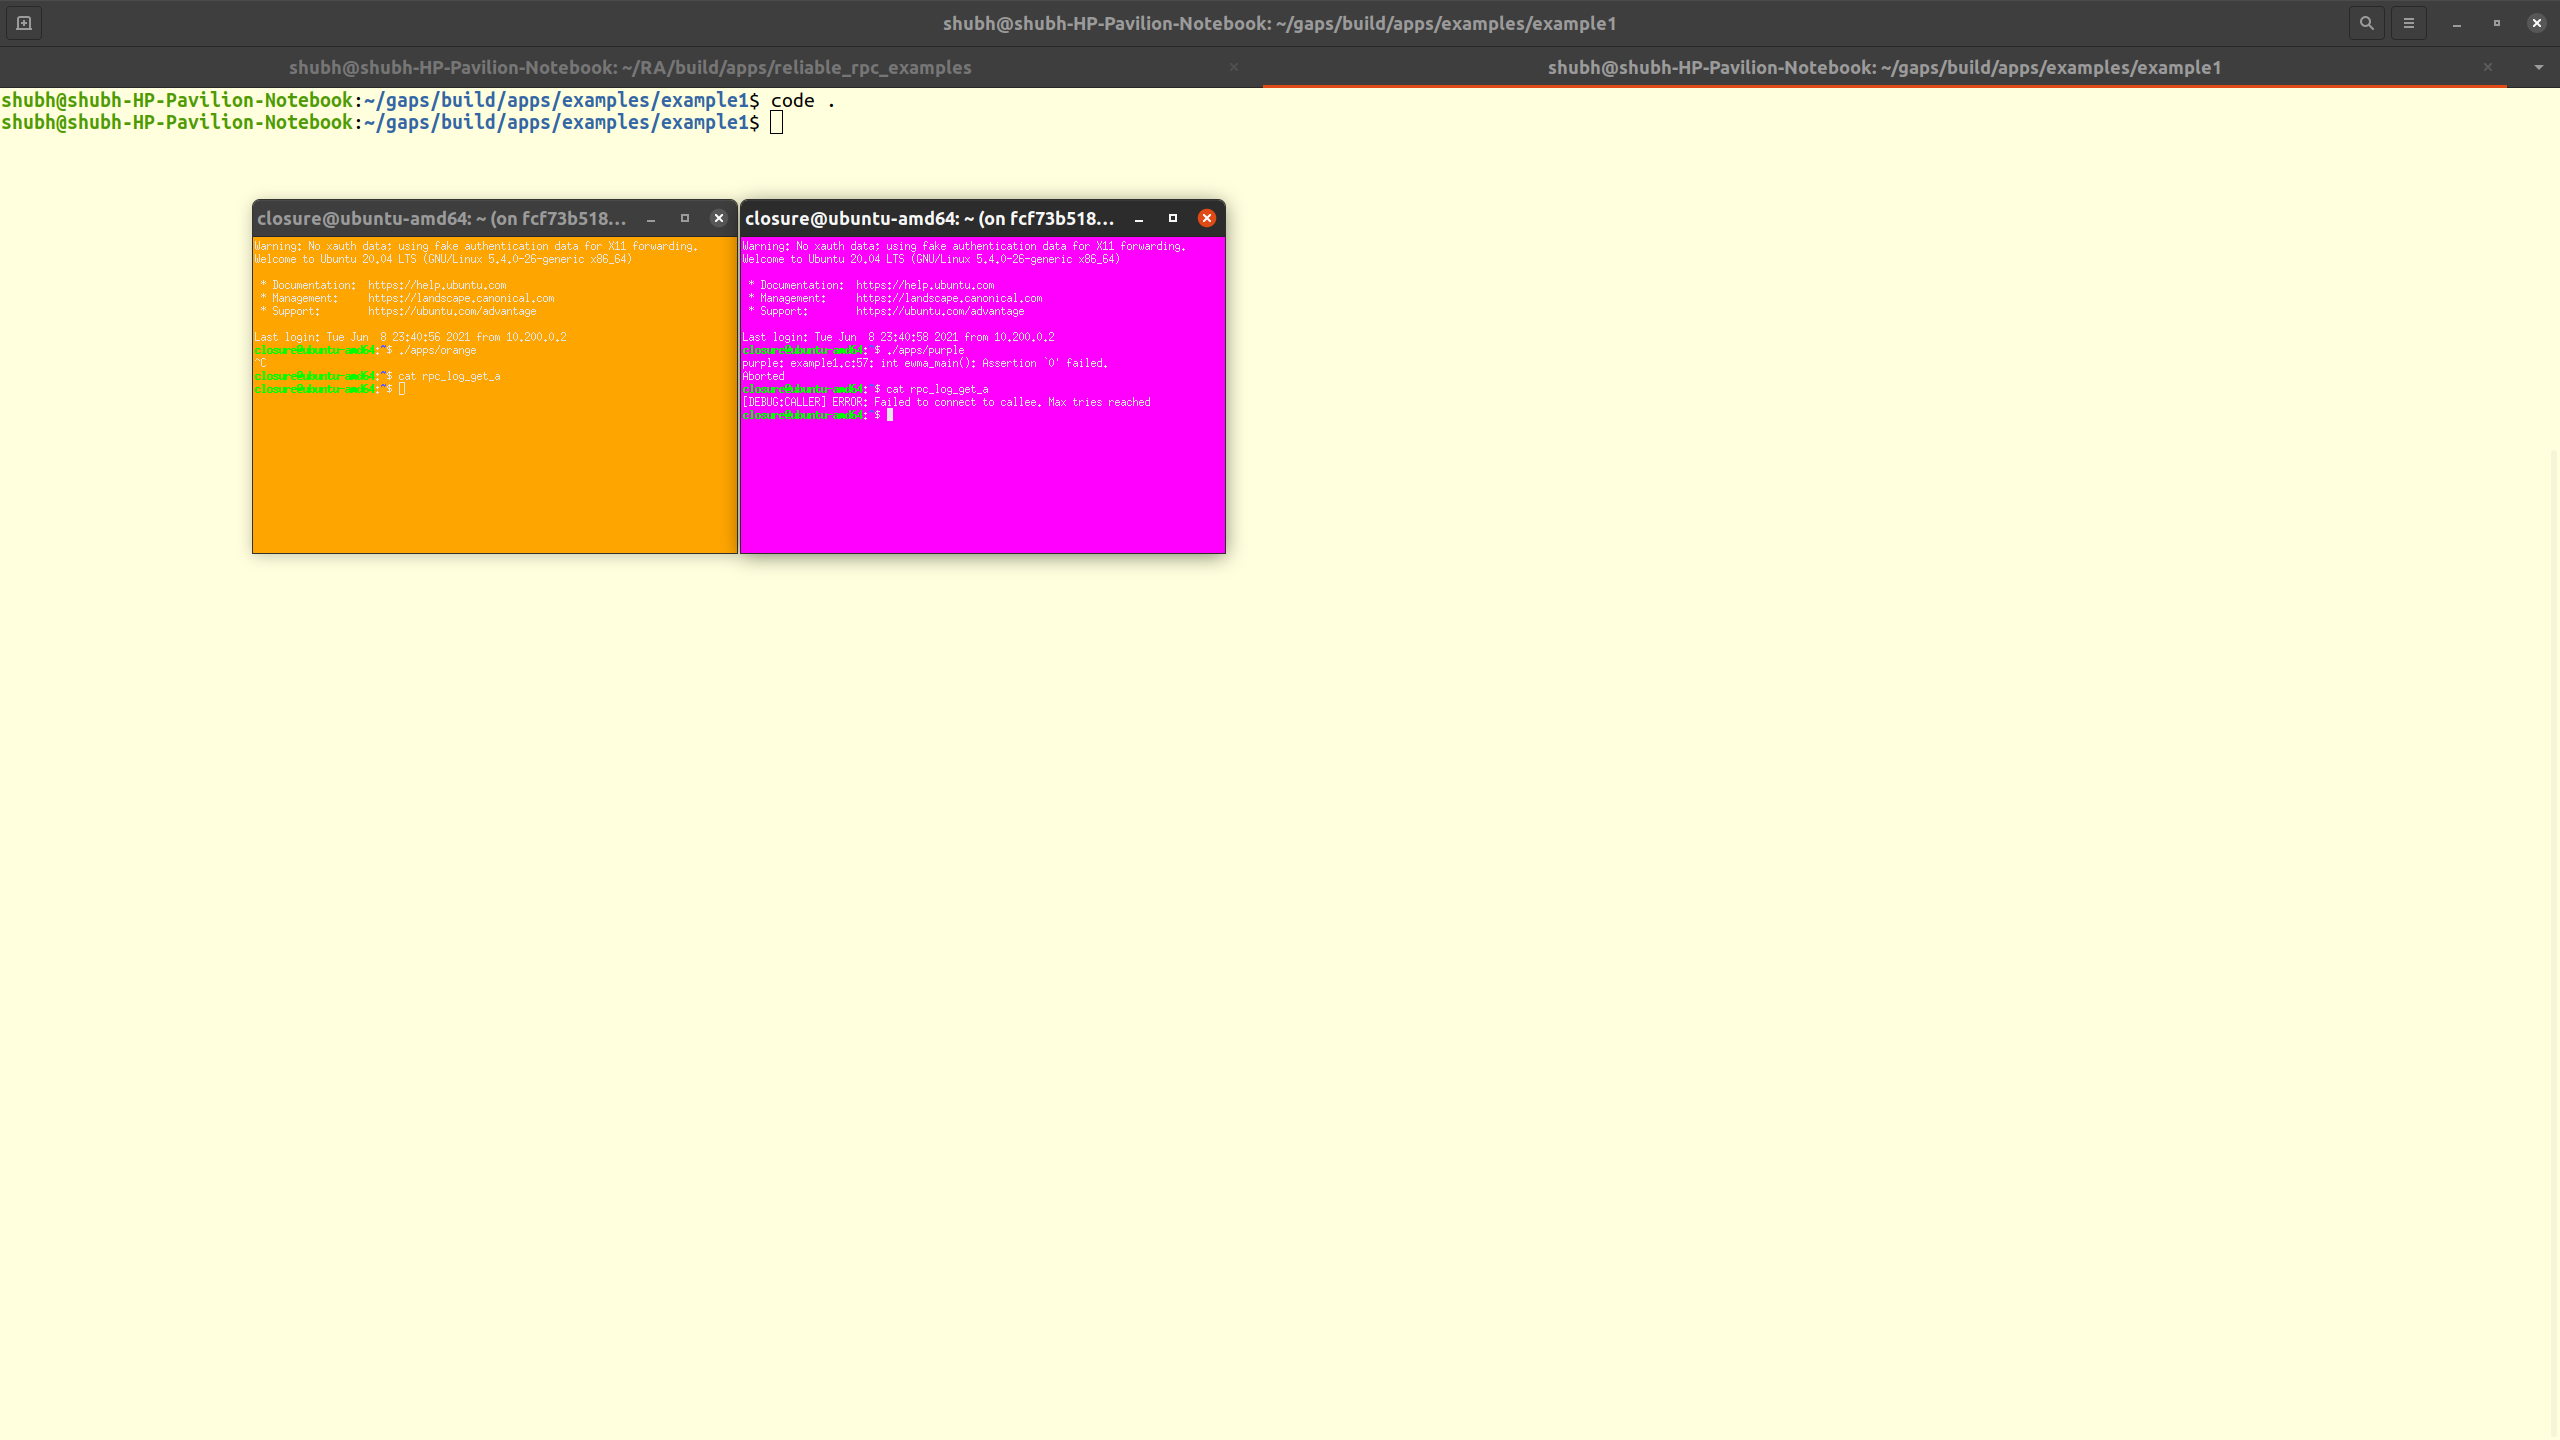 shubh@shubh-HP-Pavilion-Notebook: ~/gaps/build/apps/examples/example1
shubh@shubh-HP-Pavilion-Notebook: ~/RA/build/apps/reliable_rpc_examples
shubh@shubh-HP-Pavilion-Notebook: ~/gaps/build/apps/examples/example1
shubh@shubh-HP-Pavilion-Notebook:~/gaps/build/apps/examples/example1$ code .
shubh@shubh-HP-Pavilion-Notebook:~/gaps/build/apps/examples/example1$
closure@ubuntu-amd64: ~ (on fcf73b518...
Warning: No xauth data; using fake authentication data for X11 forwarding.
Welcome to Ubuntu 20.04 LTS (GNU/Linux 5.4.0-26-generic x86_64)
* Documentation:  https://help.ubuntu.com
* Management:     https://landscape.canonical.com
* Support:        https://ubuntu.com/advantage
Last login: Tue Jun  8 23:40:56 2021 from 10.200.0.2
closure@ubuntu-amd64:~$ ./apps/orange
^C
closure@ubuntu-amd64:~$ cat rpc_log_get_a
closure@ubuntu-amd64:~$
closure@ubuntu-amd64: ~ (on fcf73b518...
Warning: No xauth data; using fake authentication data for X11 forwarding.
Welcome to Ubuntu 20.04 LTS (GNU/Linux 5.4.0-26-generic x86_64)
* Documentation:  https://help.ubuntu.com
* Management:     https://landscape.canonical.com
* Support:        https://ubuntu.com/advantage
Last login: Tue Jun  8 23:40:58 2021 from 10.200.0.2
closure@ubuntu-amd64:~$ ./apps/purple
purple: example1.c:57: int ewma_main(): Assertion `0' failed.
Aborted
closure@ubuntu-amd64:~$ cat rpc_log_get_a
[DEBUG:CALLER] ERROR: Failed to connect to callee. Max tries reached
closure@ubuntu-amd64:~$